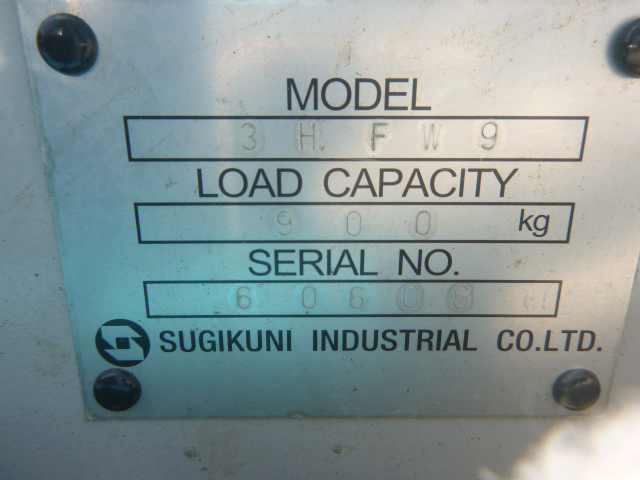 MODEL
3H.FW9
LOAD CAPACITY
900 kg
SERIAL NO.
SUGIKUNI INDUSTRIAL CO.LTD.